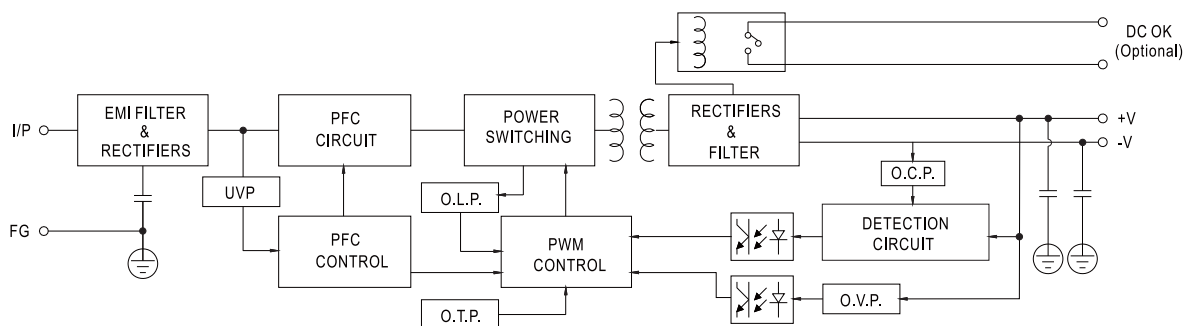 DC OK
(Optional)
I/P
EMI FILTER
&
RECTIFIERS
PFC
CIRCUIT
POWER
SWITCHING
RECTIFIERS
&
FILTER
+V
-V
UVP
O.L.P.
O.C.P.
FG
PFC
CONTROL
PWM
CONTROL
DETECTION
CIRCUIT
O.T.P.
O.V.P.